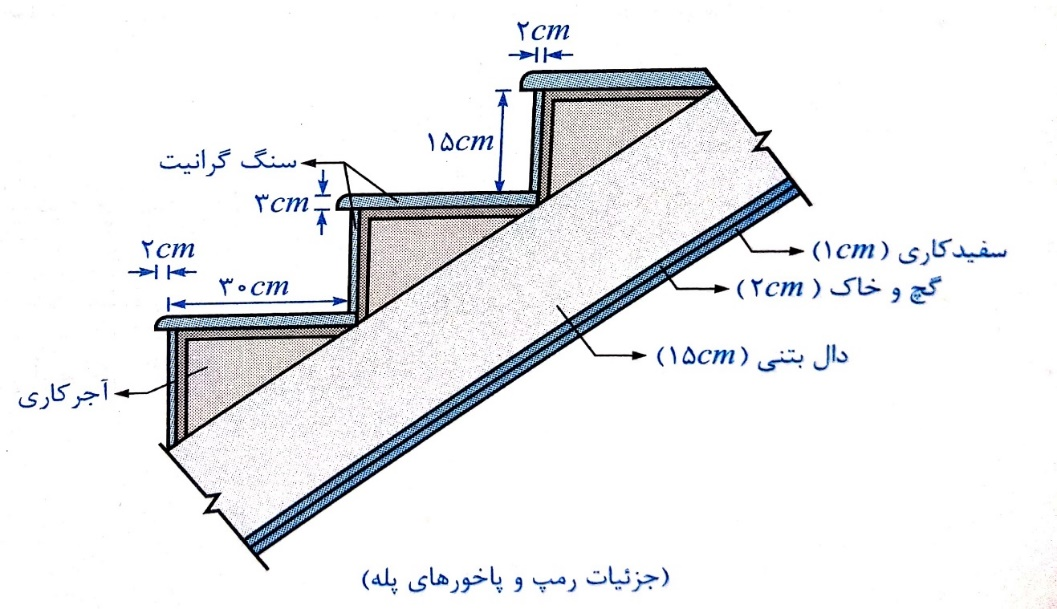 ۲cm
۱۵cm
سنگ گرانیت
۳cm
۲cm
۳۰cm
سفیدکاری (۱cm)
گچ و خاک (۲cm)
دال بتنی (۱۵cm)
آجرکاری
(جزئیات رمپ و پاخورهای پله)